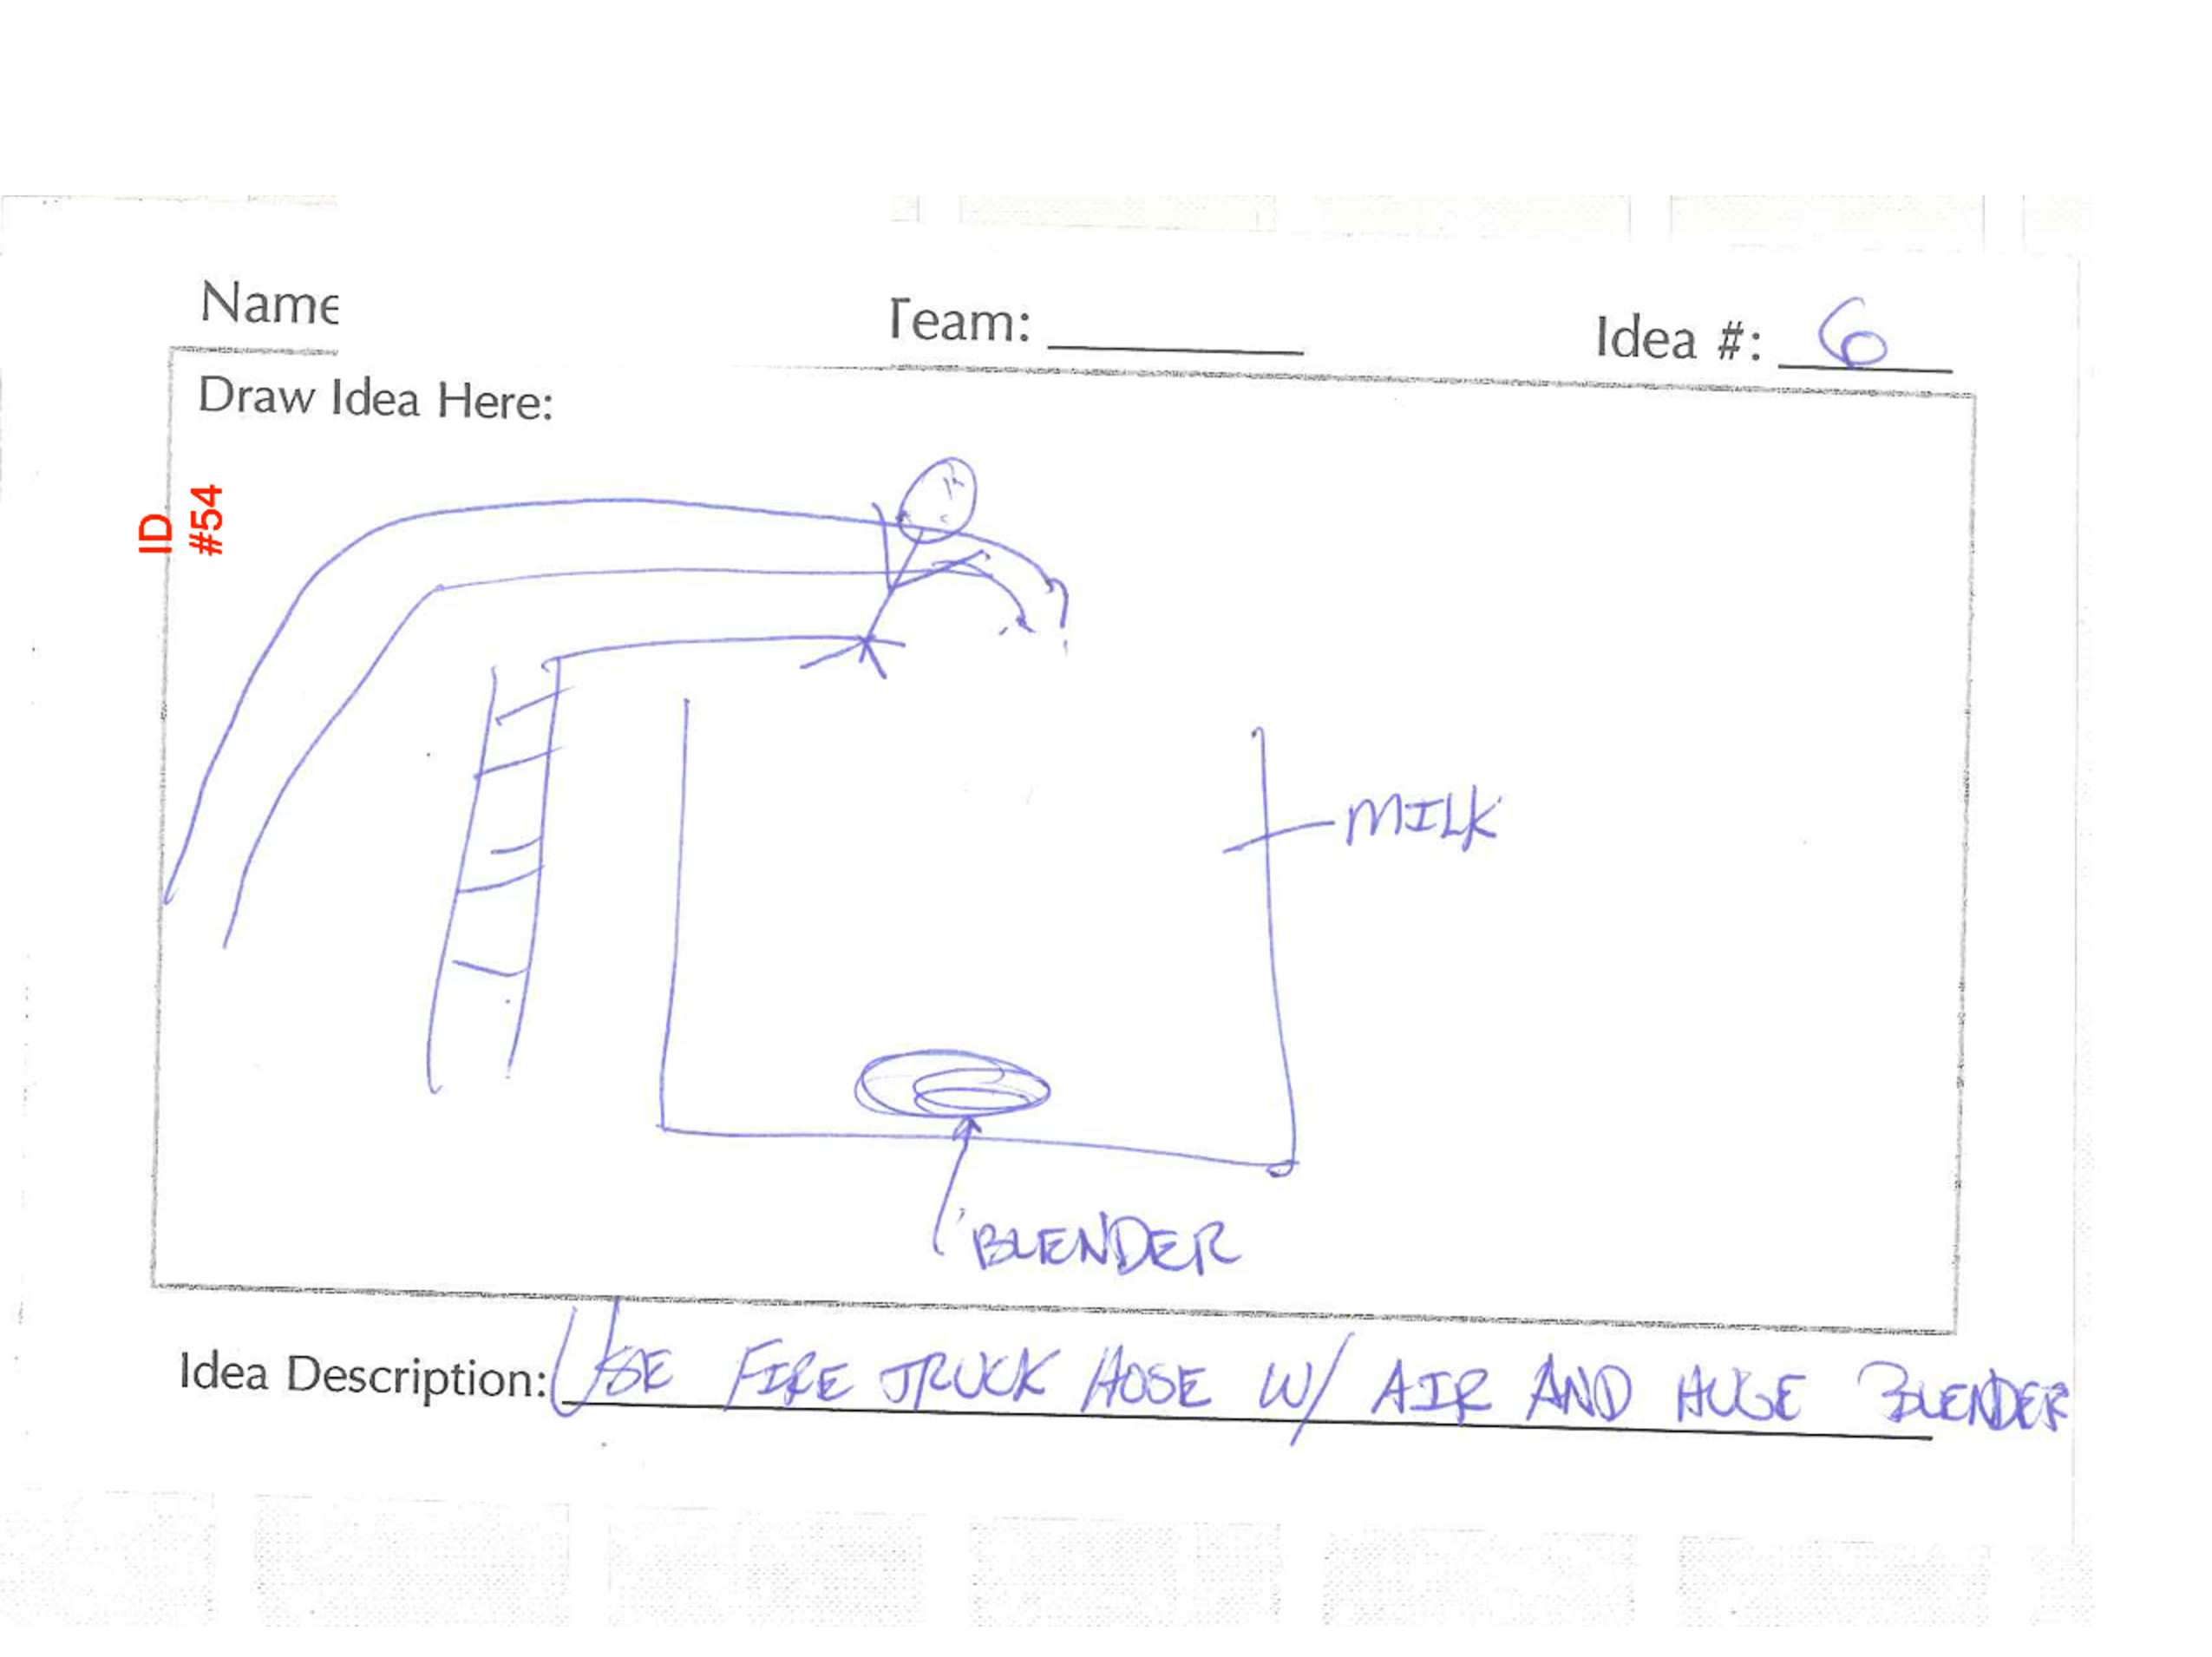 Name
Team:
Idea #: 6
Draw Idea Here:
ID
#54
MILK
BLENDER
Idea Description: USE FIRE TRUCK HOSE W/ AIR AND HUGE BLENDER